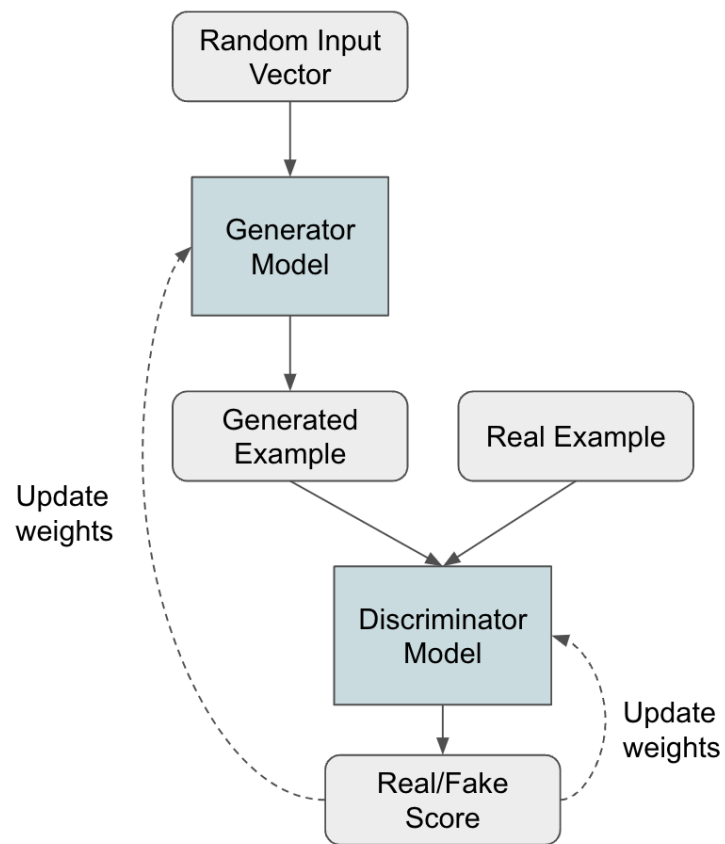 Random Input
Vector
Generator
Model
Generated
Example
Real Example
Update
weights
Discriminator
Model
Update
weights
Real/Fake
Score